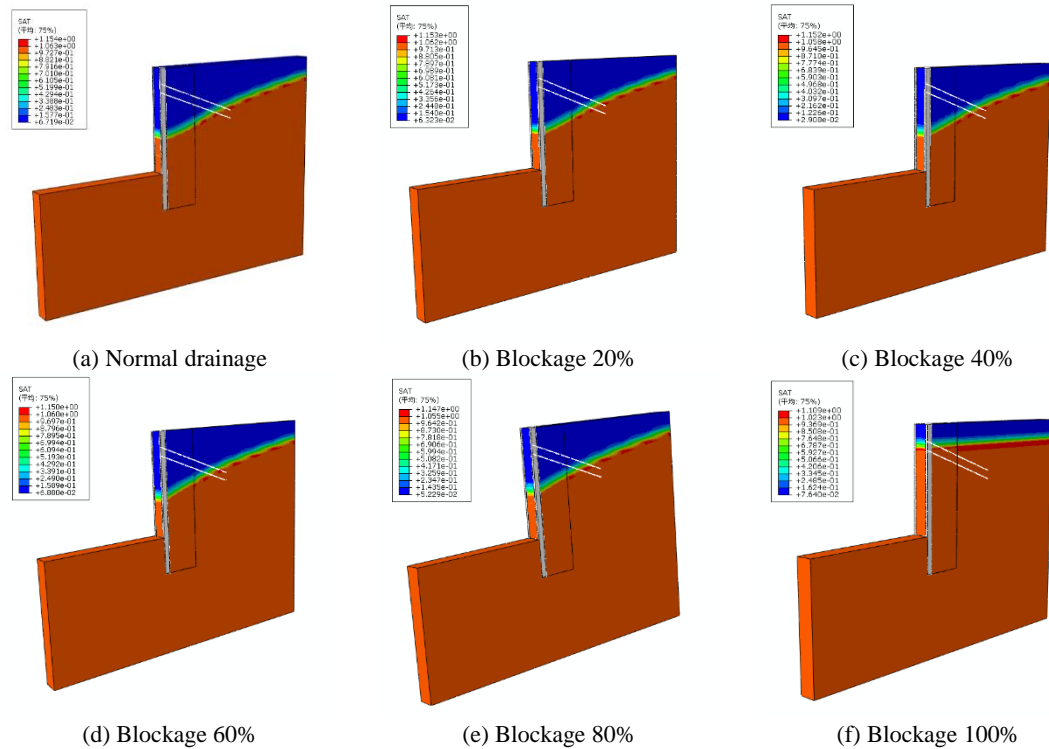 SAT
(平均: 75%)
+1.154e+00
+1.063e+00
+9.727e-01
+8.821e-01
+7.916e-01
+7.010e-01
+6.105e-01
+5.199e-01
+4.294e-01
+3.388e-01
+2.483e-01
+1.577e-01
+6.719e-02
(a) Normal drainage
SAT
(平均: 75%)
+1.153e+00
+1.062e+00
+9.713e-01
+8.805e-01
+7.897e-01
+6.989e-01
+6.081e-01
+5.173e-01
+4.264e-01
+3.356e-01
+2.448e-01
+1.540e-01
+6.323e-02
(b) Blockage 20%
SAT
(平均: 75%)
+1.152e+00
+1.058e+00
+9.645e-01
+8.710e-01
+7.774e-01
+6.839e-01
+5.903e-01
+4.968e-01
+4.032e-01
+3.097e-01
+2.162e-01
+1.226e-01
+2.908e-02
(c) Blockage 40%
SAT
(平均: 75%)
+1.150e+00
+1.060e+00
+9.697e-01
+8.796e-01
+7.895e-01
+6.994e-01
+6.094e-01
+5.193e-01
+4.292e-01
+3.391e-01
+2.490e-01
+1.589e-01
+6.880e-02
(d) Blockage 60%
SAT
(平均: 75%)
+1.147e+00
+1.055e+00
+9.642e-01
+8.730e-01
+7.818e-01
+6.906e-01
+5.994e-01
+5.082e-01
+4.171e-01
+3.259e-01
+2.347e-01
+1.435e-01
+5.229e-02
(e) Blockage 80%
SAT
(平均: 75%)
+1.109e+00
+1.023e+00
+9.369e-01
+8.508e-01
+7.648e-01
+6.787e-01
+5.927e-01
+5.066e-01
+4.206e-01
+3.345e-01
+2.485e-01
+1.624e-01
+7.640e-02
(f) Blockage 100%